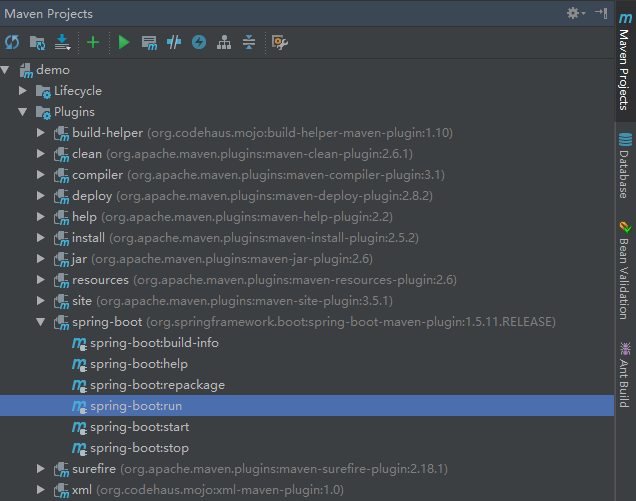 Maven Projects
demo
Lifecycle
Plugins
build-helper (org.codehaus.mojo:build-helper-maven-plugin:1.10)
clean (org.apache.maven.plugins:maven-clean-plugin:2.6.1)
compiler (org.apache.maven.plugins:maven-compiler-plugin:3.1)
deploy (org.apache.maven.plugins:maven-deploy-plugin:2.8.2)
help (org.apache.maven.plugins:maven-help-plugin:2.2)
install (org.apache.maven.plugins:maven-install-plugin:2.5.2)
jar (org.apache.maven.plugins:maven-jar-plugin:2.6)
resources (org.apache.maven.plugins:maven-resources-plugin:2.6)
site (org.apache.maven.plugins:maven-site-plugin:3.5.1)
spring-boot (org.springframework.boot:spring-boot-maven-plugin:1.5.11.RELEASE)
spring-boot:build-info
spring-boot:help
spring-boot:repackage
spring-boot:run
spring-boot:start
spring-boot:stop
surefire (org.apache.maven.plugins:maven-surefire-plugin:2.18.1)
xml (org.codehaus.mojo:xml-maven-plugin:1.0)
Maven Projects
Database
Bean Validation
Ant Build